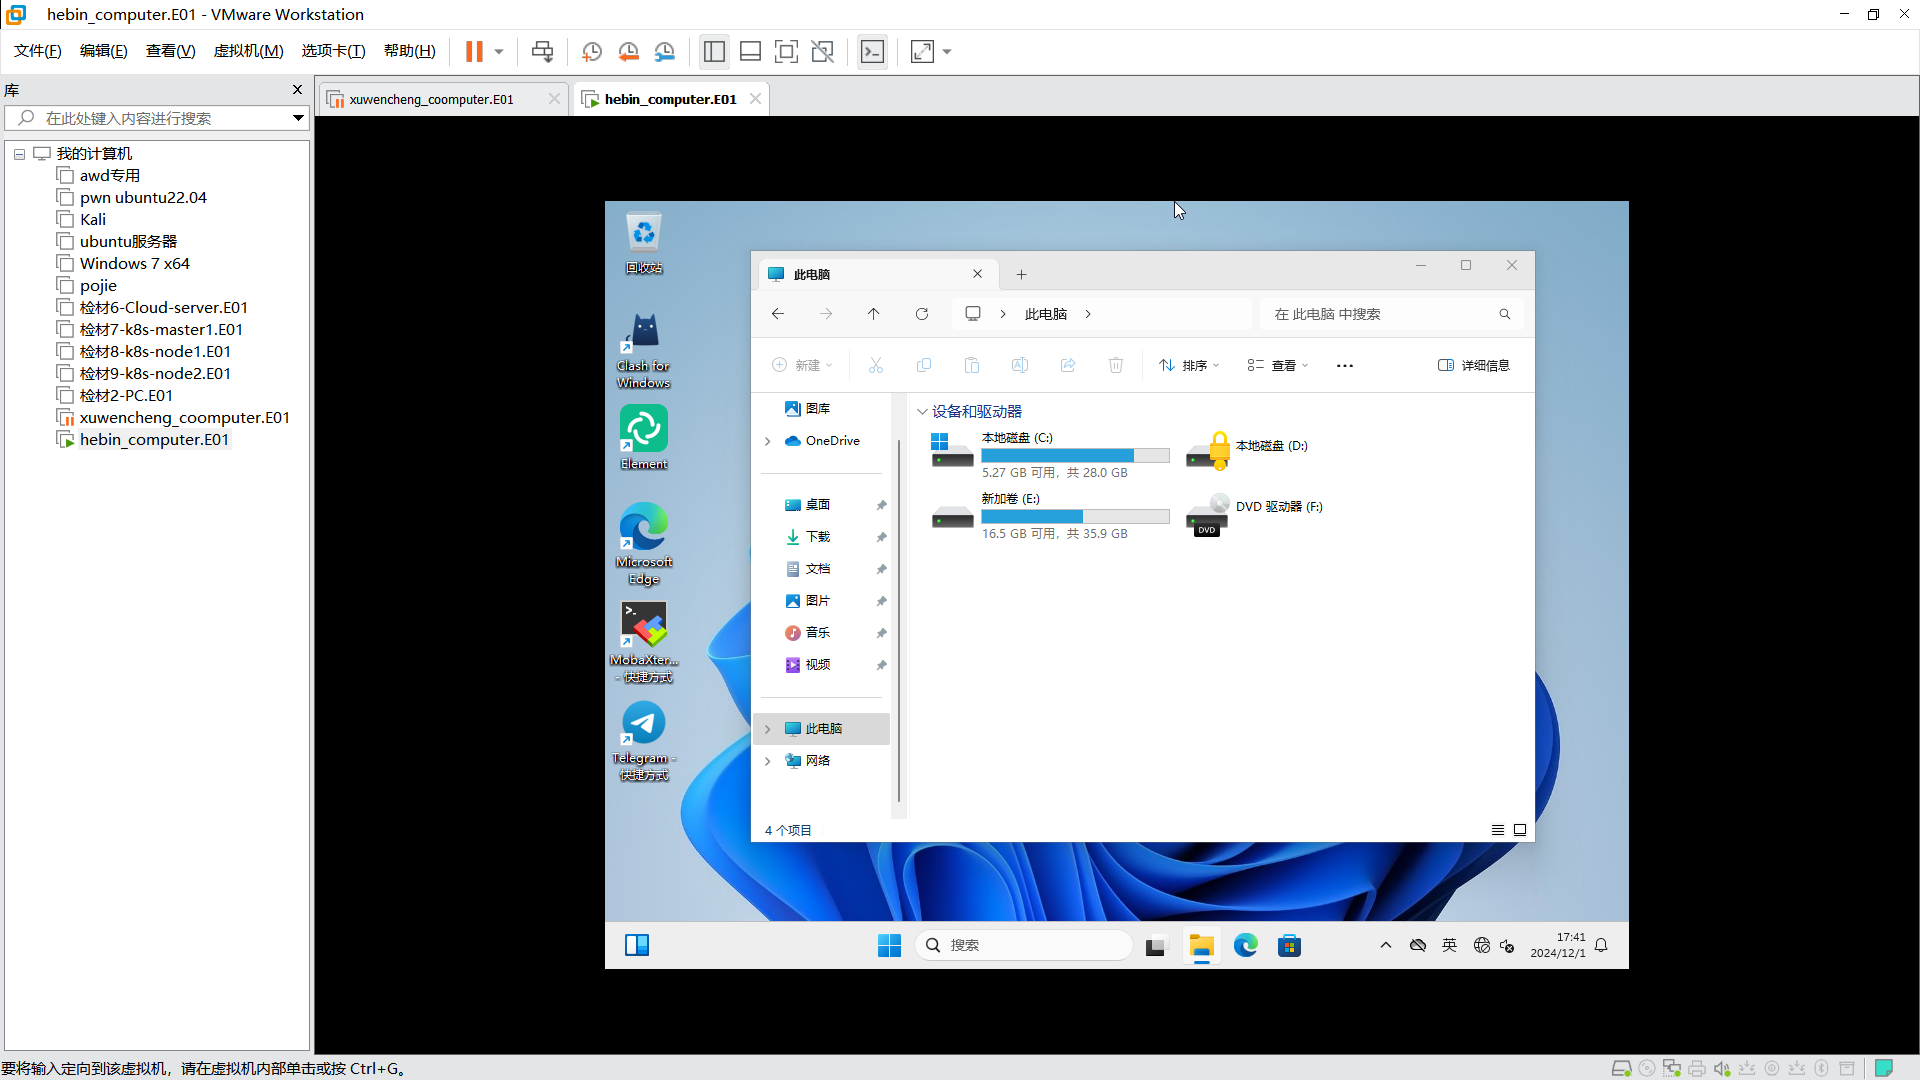 hebin_computer.E01 - VMware Workstation
文件(F) 编辑(E) 查看(V) 虚拟机(M) 选项卡(T) 帮助(H)
库
在此处键入内容进行搜索
我的计算机
awd专用
pwn ubuntu22.04
Kali
ubuntu服务器
Windows 7 x64
pojie
检材6-Cloud-server.E01
检材7-k8s-master1.E01
检材8-k8s-node1.E01
检材9-k8s-node2.E01
检材2-PC.E01
xuwencheng_coomputer.E01
hebin_computer.E01
xuwencheng_coomputer.E01
hebin_computer.E01
回收站
Clash for
Windows
Element
Microsoft
Edge
MobaXter...
- 快捷方式
Telegram -
快捷方式
此电脑
此电脑
在 此电脑 中搜索
新建
排序
查看
详细信息
图库
OneDrive
桌面
下载
文档
图片
音乐
视频
此电脑
网络
设备和驱动器
本地磁盘 (C:)
5.27 GB 可用，共 28.0 GB
本地磁盘 (D:)
新加卷 (E:)
16.5 GB 可用，共 35.9 GB
DVD 驱动器 (F:)
DVD
4 个项目
搜索
英
17:41
2024/12/1
要将输入定向到该虚拟机，请在虚拟机内部单击或按 Ctrl+G。